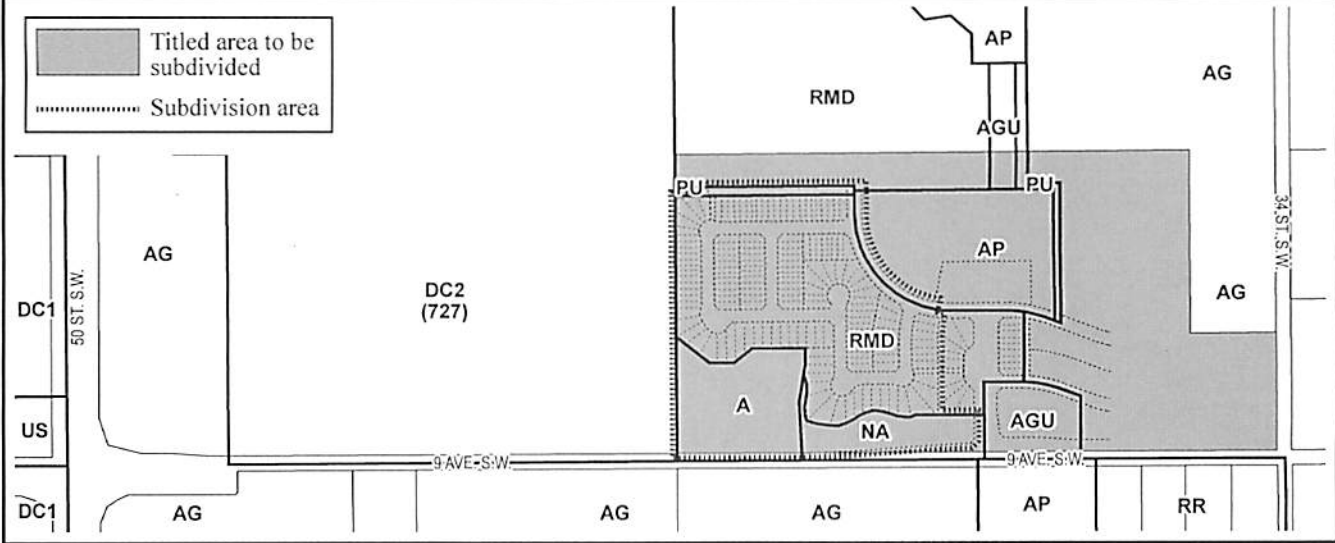 Titled area to be
subdivided
Subdivision area
AP
AG
RMD
AGU
PU
PU
34 ST. S.W.
AG
DC1
50 ST. S.W.
DC2
(727)
AP
AG
RMD
A
US
AGU
NA
9 AVE. S.W.
9 AVE. S.W.
DC1
AG
AG
AG
AP
RR